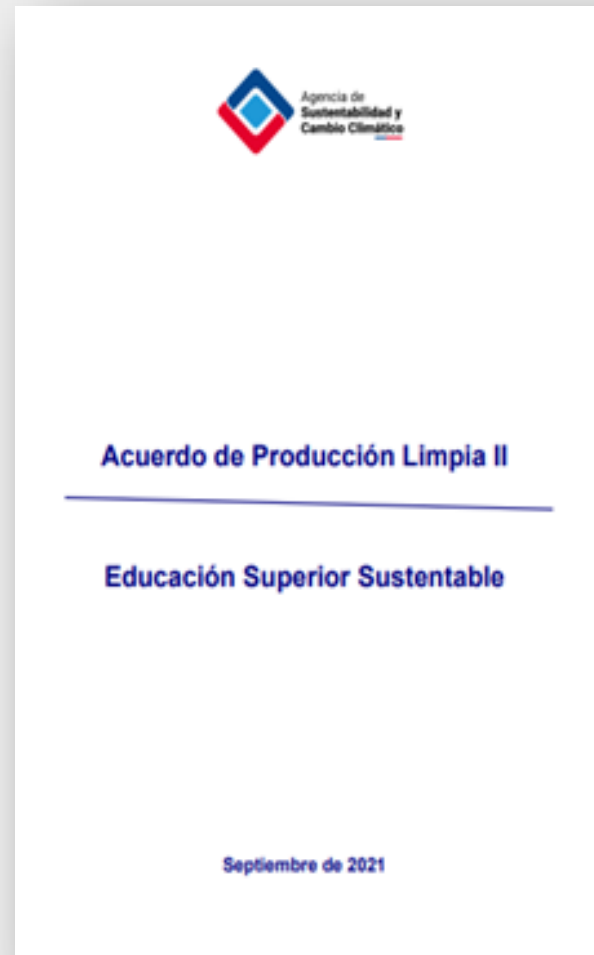 Agencia de
Sustentabilidad y
Cambio Climático
Acuerdo de Producción Limpia II
Educación Superior Sustentable
Septiembre de 2021